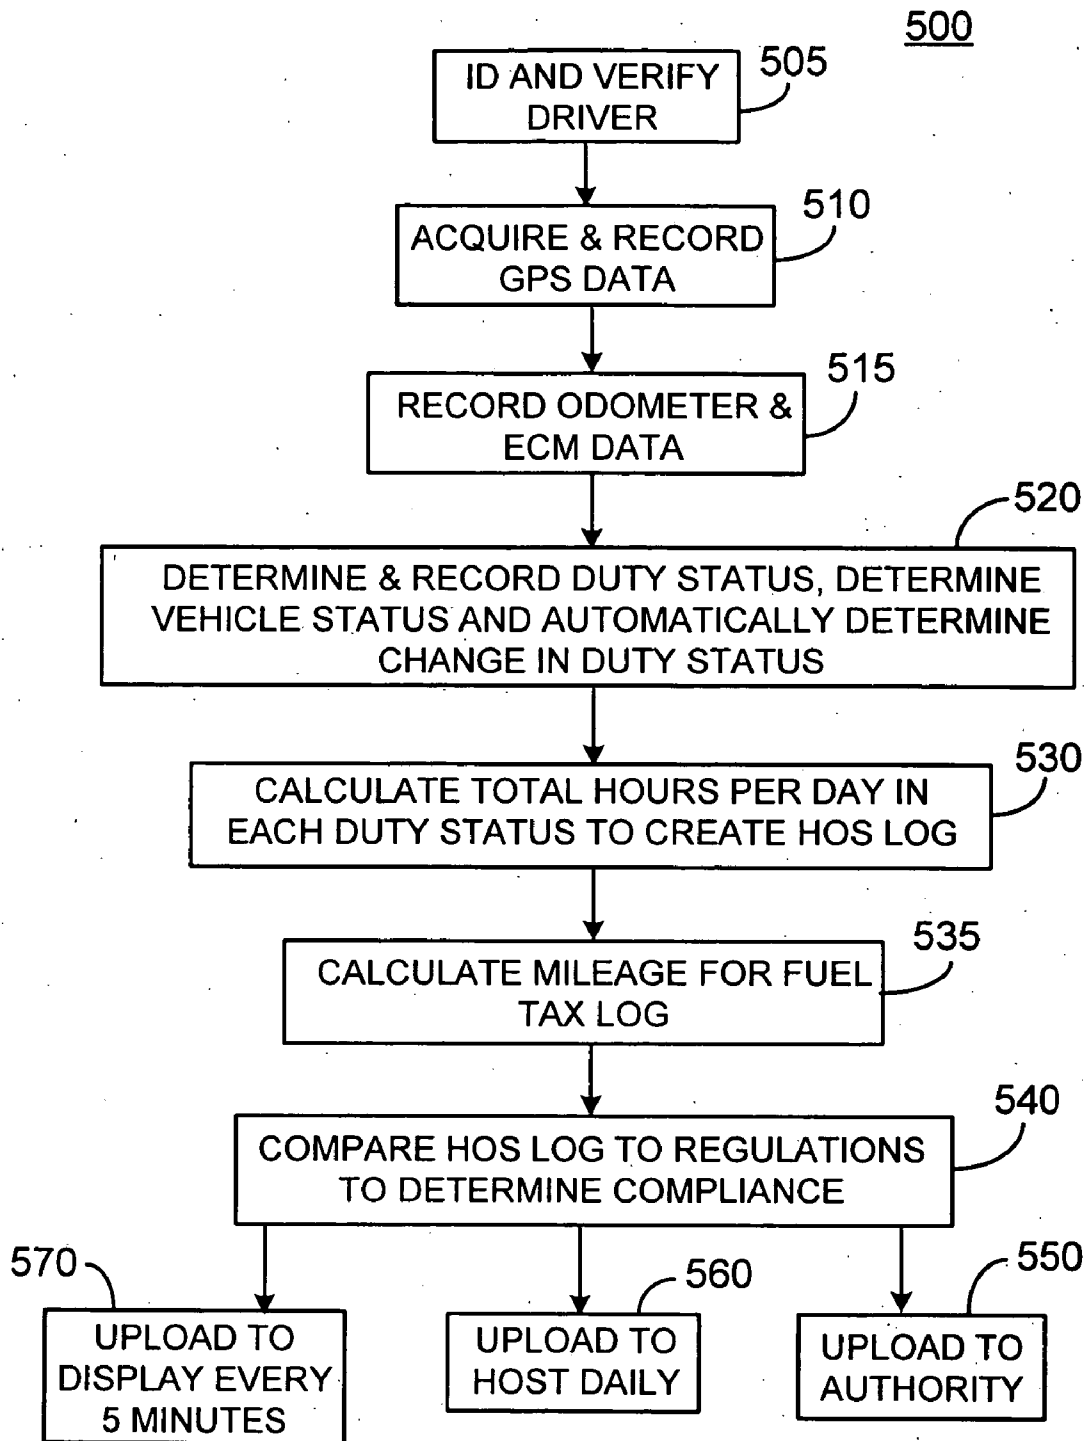 500
505
ID AND VERIFY
DRIVER
510
ACQUIRE & RECORD
GPS DATA
515
RECORD ODOMETER &
ECM DATA
520
DETERMINE & RECORD DUTY STATUS, DETERMINE
VEHICLE STATUS AND AUTOMATICALLY DETERMINE
CHANGE IN DUTY STATUS
530
CALCULATE TOTAL HOURS PER DAY IN
EACH DUTY STATUS TO CREATE HOS LOG
535
CALCULATE MILEAGE FOR FUEL
TAX LOG
540
COMPARE HOS LOG TO REGULATIONS
TO DETERMINE COMPLIANCE
570
UPLOAD TO
DISPLAY EVERY
5 MINUTES
560
UPLOAD TO
HOST DAILY
550
UPLOAD TO
AUTHORITY